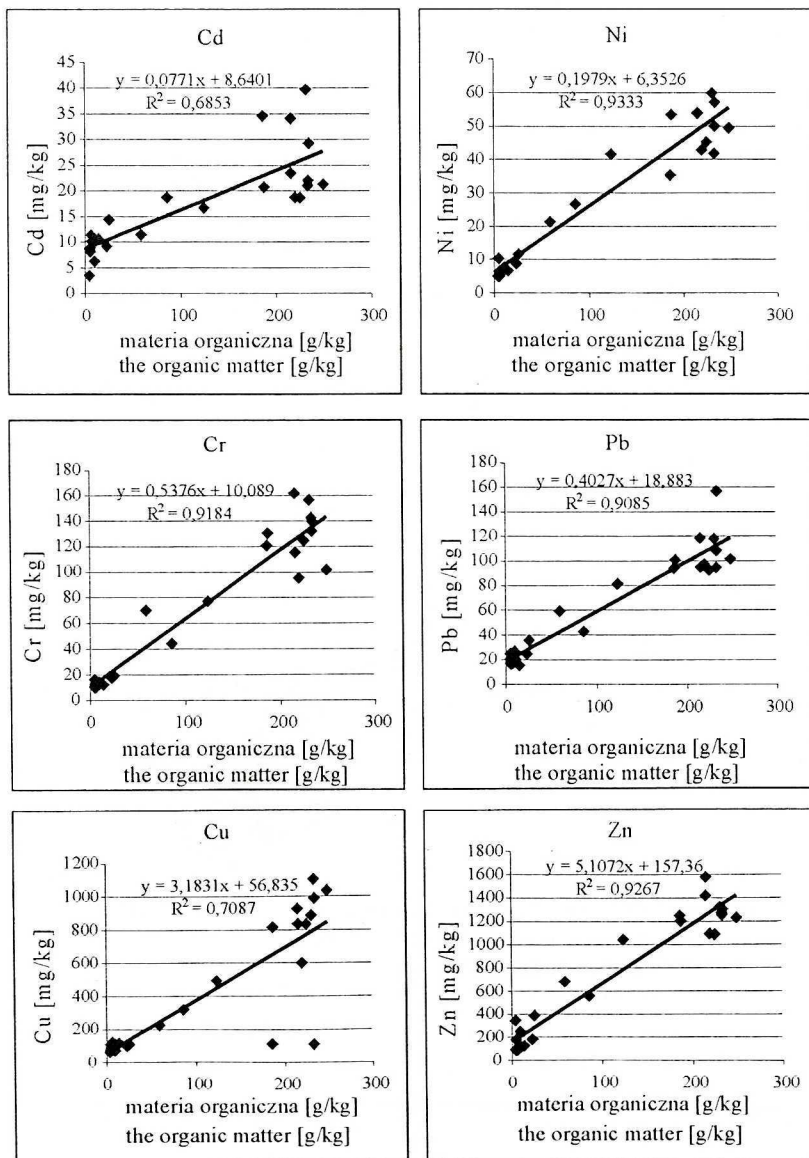 Cd
y = 0,0771x + 8,6401
R² = 0,6853
Cd [mg/kg]
45
40
35
30
25
20
15
10
5
0
0 100 200 300
materia organiczna [g/kg]
the organic matter [g/kg]
Ni
y = 0,1979x + 6,3526
R² = 0,9333
Ni [mg/kg]
70
60
50
40
30
20
10
0
0 100 200 300
materia organiczna [g/kg]
the organic matter [g/kg]
Cr
y = 0,5376x + 10,089
R² = 0,9184
Cr [mg/kg]
180
160
140
120
100
80
60
40
20
0
0 100 200 300
materia organiczna [g/kg]
the organic matter [g/kg]
Pb
y = 0,4027x + 18,883
R² = 0,9085
Pb [mg/kg]
180
160
140
120
100
80
60
40
20
0
0 100 200 300
materia organiczna [g/kg]
the organic matter [g/kg]
Cu
y = 3,1831x + 56,835
R² = 0,7087
Cu [mg/kg]
1200
1000
800
600
400
200
0
0 100 200 300
materia organiczna [g/kg]
the organic matter [g/kg]
Zn
y = 5,1072x + 157,36
R² = 0,9267
Zn [mg/kg]
1800
1600
1400
1200
1000
800
600
400
200
0
0 100 200 300
materia organiczna [g/kg]
the organic matter [g/kg]